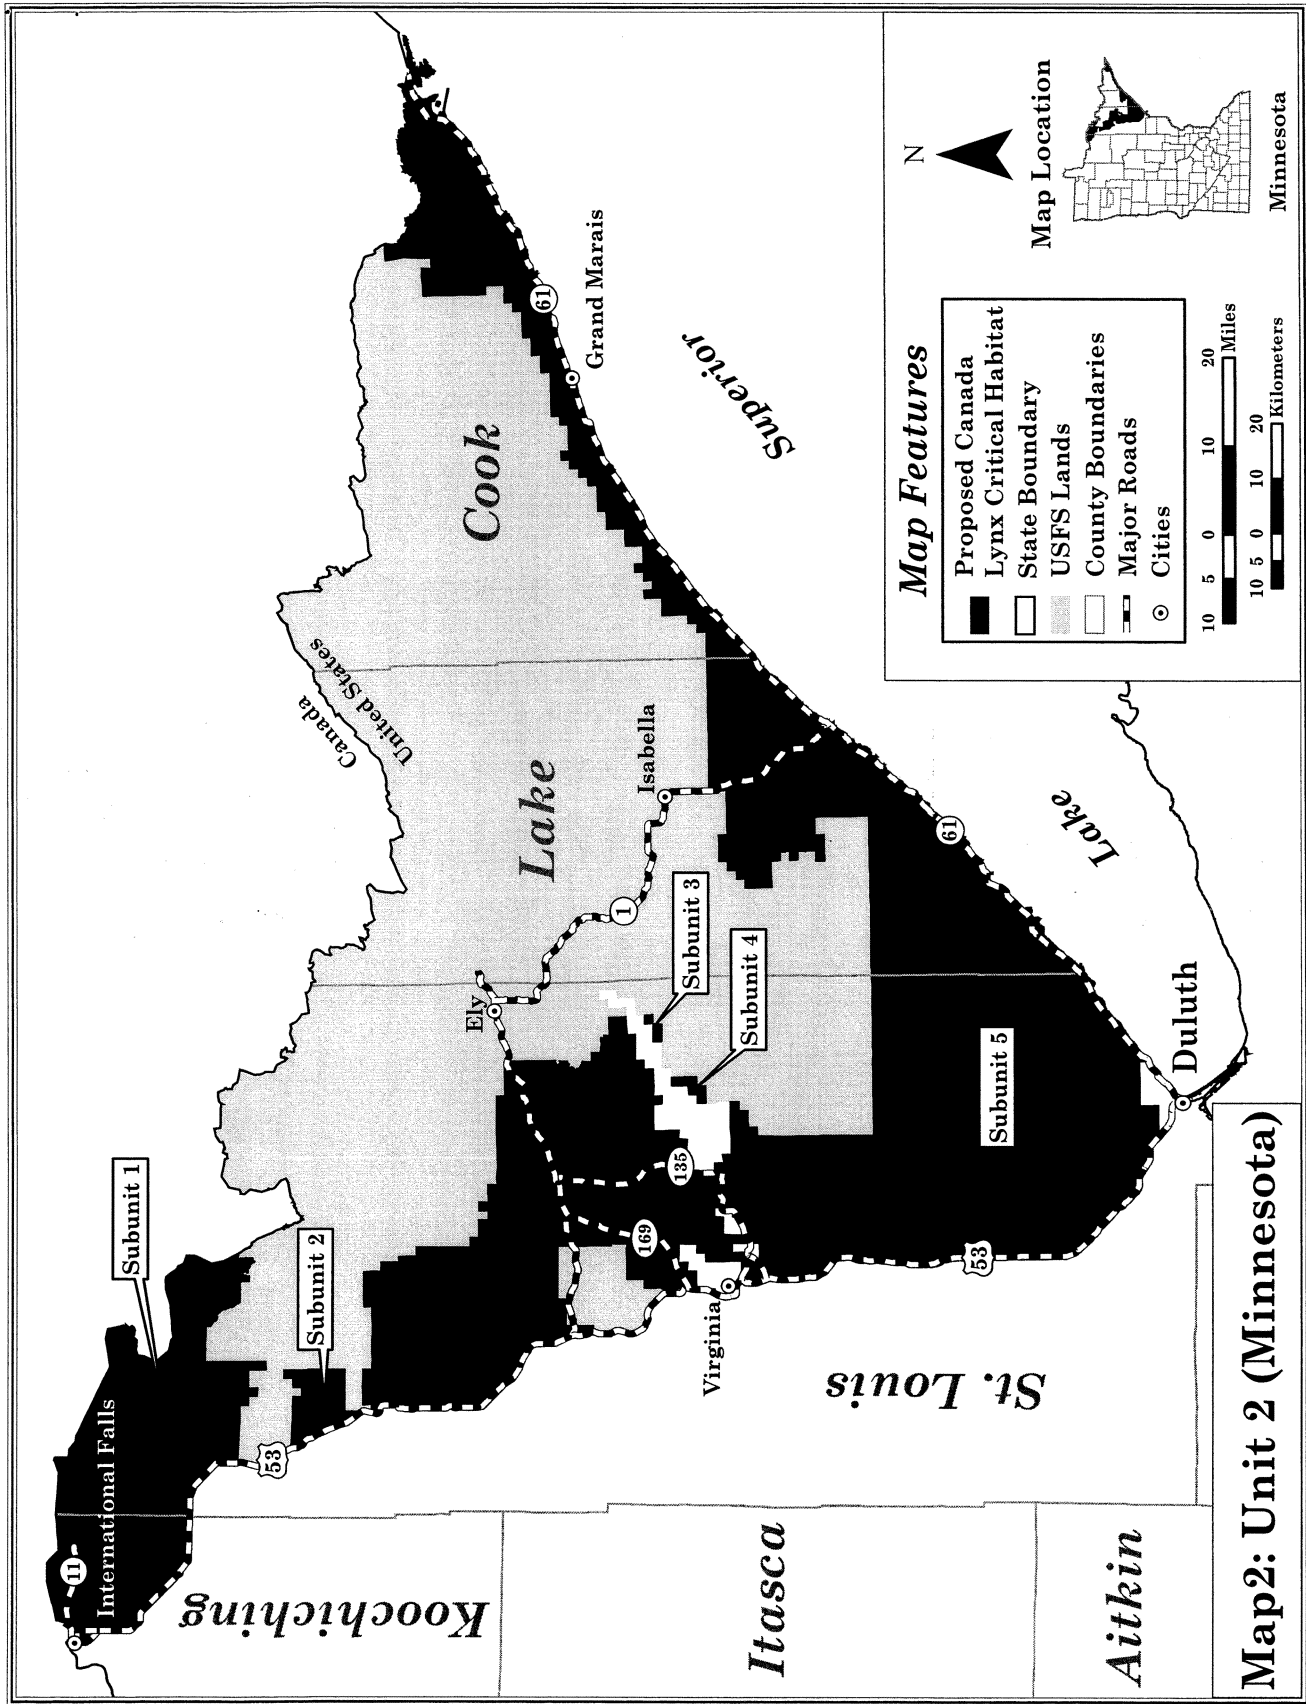 Subunit 1
Subunit 2
International Falls
11
53
Koochiching
Canada
United States
Cook
61
Grand Marais
Superior
Lake
Isabella
Ely
1
Subunit 3
Subunit 4
135
169
Virginia
Subunit 5
53
61
Lake
Duluth
St. Louis
Itasca
Aitkin
N
Map Location
Minnesota
Map Features
Proposed Canada
Lynx Critical Habitat
State Boundary
USFS Lands
County Boundaries
Major Roads
Cities
10 5 0 10 20
Miles
10 5 0 10 20
Kilometers
Map2: Unit 2 (Minnesota)